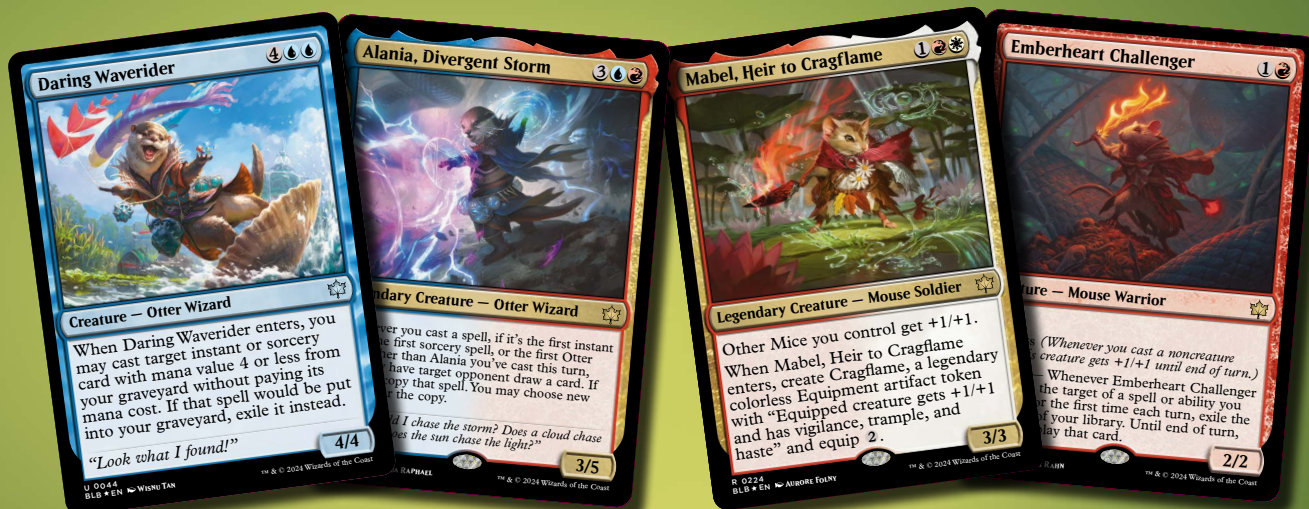 Daring Waverider
4
Creature — Otter Wizard
When Daring Waverider enters, you
may cast target instant or sorcery
card with mana value 4 or less from
your graveyard without paying its
mana cost. If that spell would be put
into your graveyard, exile it instead.
“Look what I found!”
4/4
U 0044
BLB ★ EN WISNU TAN
™ & © 2024 Wizards of the Coast
Alania, Divergent Storm
3
Creature — Otter Wizard
you cast a spell, if it’s the first instant
first sorcery spell, or the first Otter
than Alania you’ve cast this turn,
have target opponent draw a card. If
copy that spell. You may choose new
the copy.
I chase the storm? Does a cloud chase
the sun chase the light?”
3/5
RAPHAEL
™ & © 2024 Wizards of the Coast
Mabel, Heir to Cragflame
1
Legendary Creature — Mouse Soldier
Other Mice you control get +1/+1.
When Mabel, Heir to Cragflame
enters, create Cragflame, a legendary
colorless Equipment artifact token
with “Equipped creature gets +1/+1
and has vigilance, trample, and
haste” and equip 2.
3/3
R 0224
BLB ★ EN AURORE FOLNY
™ & © 2024 Wizards of the Coast
Emberheart Challenger
1
— Mouse Warrior
(Whenever you cast a noncreature
creature gets +1/+1 until end of turn.)
— Whenever Emberheart Challenger
the target of a spell or ability you
for the first time each turn, exile the
of your library. Until end of turn,
play that card.
2/2
RAHN
™ & © 2024 Wizards of the Coast